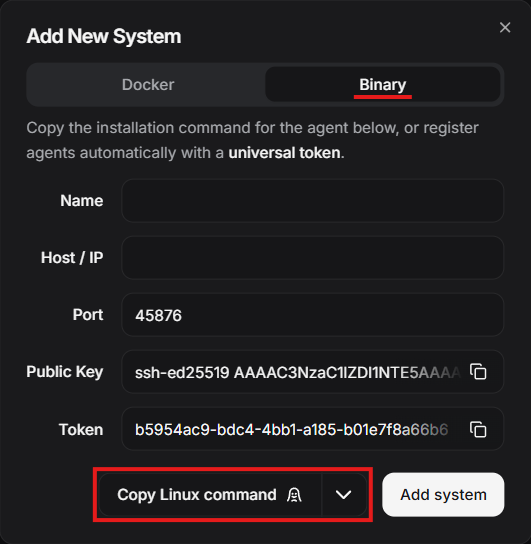 Add New System
Docker
Binary
Copy the installation command for the agent below, or register
agents automatically with a universal token.
Name
Host / IP
Port
45876
Public Key
ssh-ed25519 AAAAC3NzaC1lZDI1NTE5AAAA
Token
b5954ac9-bdc4-4bb1-a185-b01e7f8a66b6
Copy Linux command
Add system